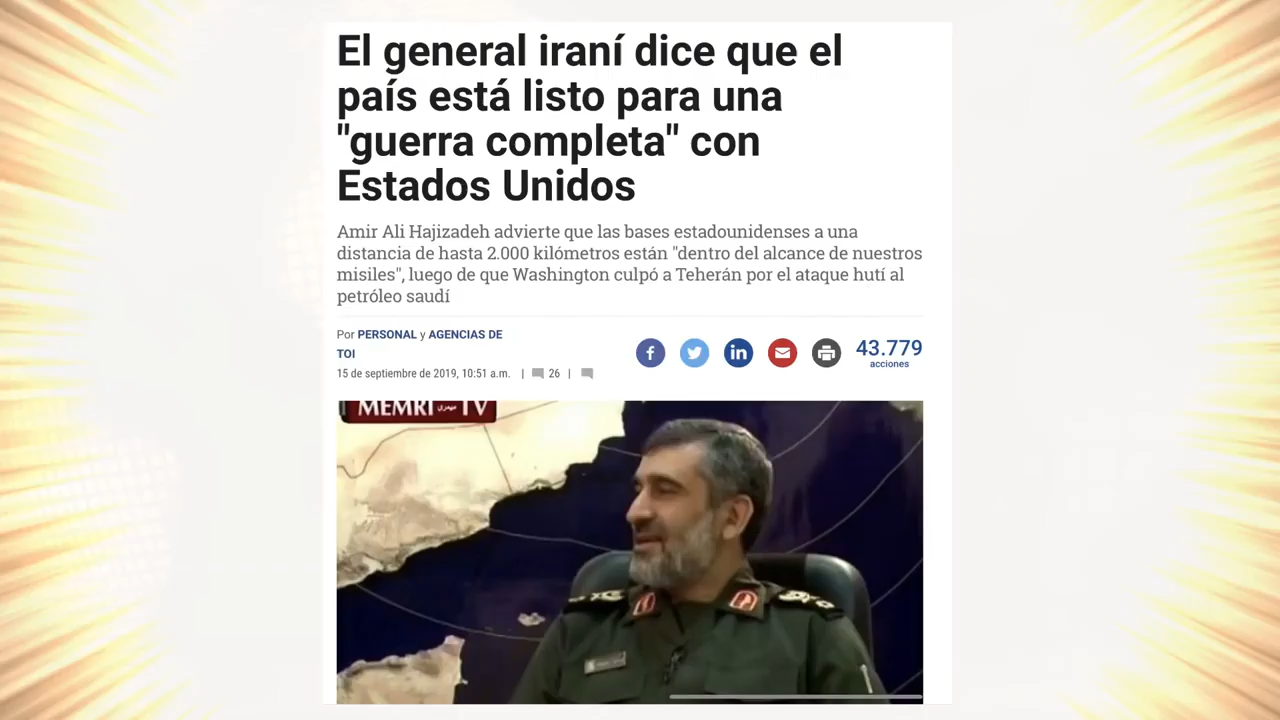 El general iraní dice que el
país está listo para una
"guerra completa" con
Estados Unidos
Amir Ali Hajizadeh advierte que las bases estadounidenses a una
distancia de hasta 2.000 kilómetros están "dentro del alcance de nuestros
misiles", luego de que Washington culpó a Teherán por el ataque hutí al
petróleo saudí
Por PERSONAL y AGENCIAS DE
TOI
15 de septiembre de 2019, 10:51 a.m. | 26 |
43.779
acciones
MEMRI TV